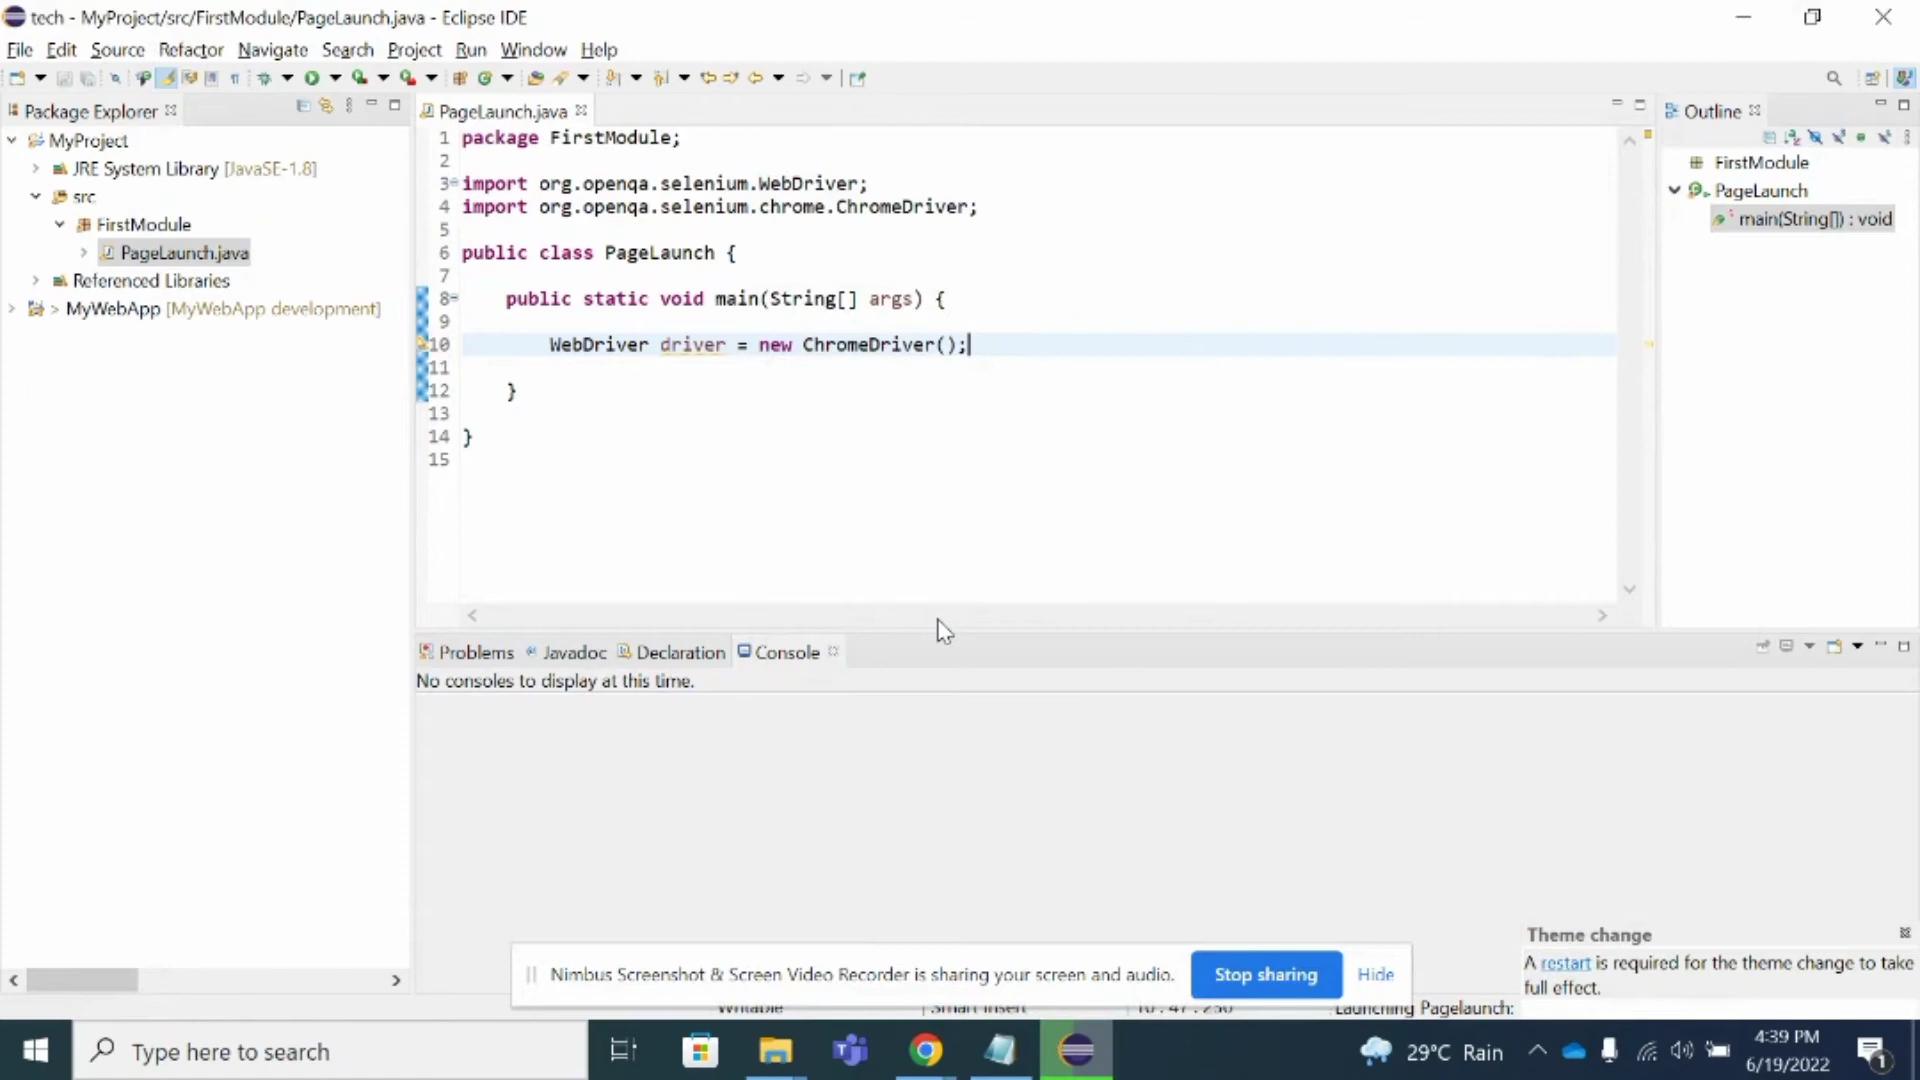 tech - MyProject/src/FirstModule/PageLaunch.java - Eclipse IDE
File Edit Source Refactor Navigate Search Project Run Window Help
Package Explorer
MyProject
JRE System Library [JavaSE-1.8]
src
FirstModule
PageLaunch.java
Referenced Libraries
> MyWebApp [MyWebApp development]
PageLaunch.java
1 package FirstModule;
2
3 import org.openqa.selenium.WebDriver;
4 import org.openqa.selenium.chrome.ChromeDriver;
5
6 public class PageLaunch {
7
8 public static void main(String[] args) {
9
10 WebDriver driver = new ChromeDriver();
11
12 }
13
14 }
15
Outline
FirstModule
PageLaunch
main(String[]) : void
Problems Javadoc Declaration Console
No consoles to display at this time.
Theme change
A restart is required for the theme change to take
full effect.
Nimbus Screenshot & Screen Video Recorder is sharing your screen and audio. Stop sharing Hide
Writable Smart Insert 10 : 47 : 230 Launching Pagelaunch:
Type here to search
29°C Rain
4:39 PM
6/19/2022
1